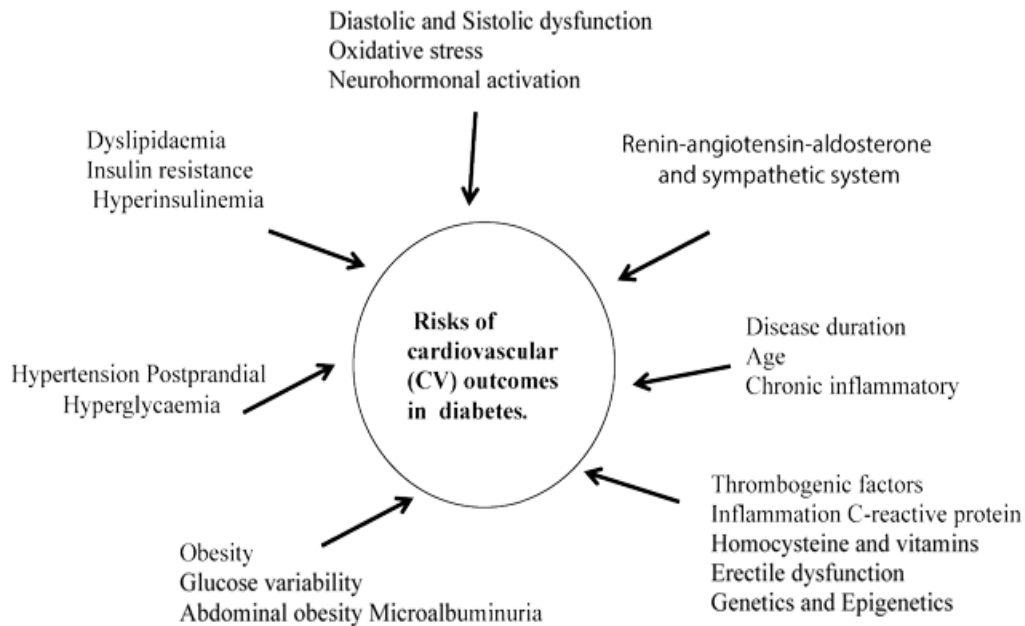 Diastolic and Sistolic dysfunction
Oxidative stress
Neurohormonal activation
Dyslipidaemia
Insulin resistance
Hyperinsulinemia
Renin-angiotensin-aldosterone
and sympathetic system
Risks of
cardiovascular
(CV) outcomes
in diabetes.
Hypertension Postprandial
Hyperglycaemia
Disease duration
Age
Chronic inflammatory
Obesity
Glucose variability
Abdominal obesity Microalbuminuria
Thrombogenic factors
Inflammation C-reactive protein
Homocysteine and vitamins
Erectile dysfunction
Genetics and Epigenetics